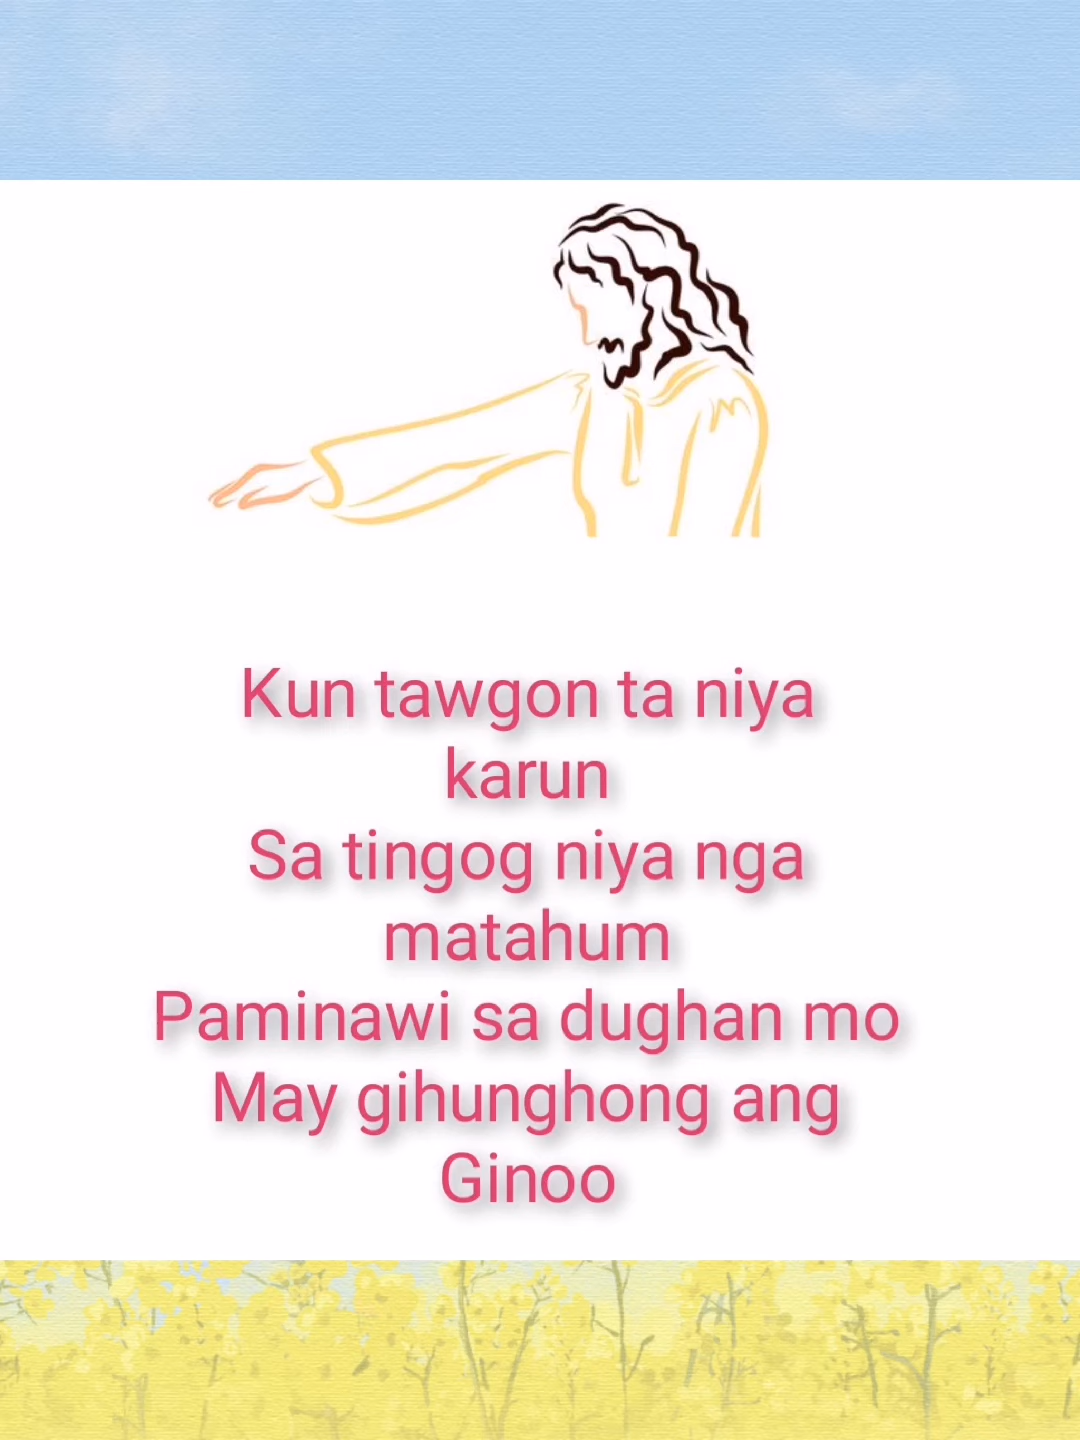 Kun tawgon ta niya
karun
Sa tingog niya nga
matahum
Paminawi sa dughan mo
May gihunghong ang
Ginoo